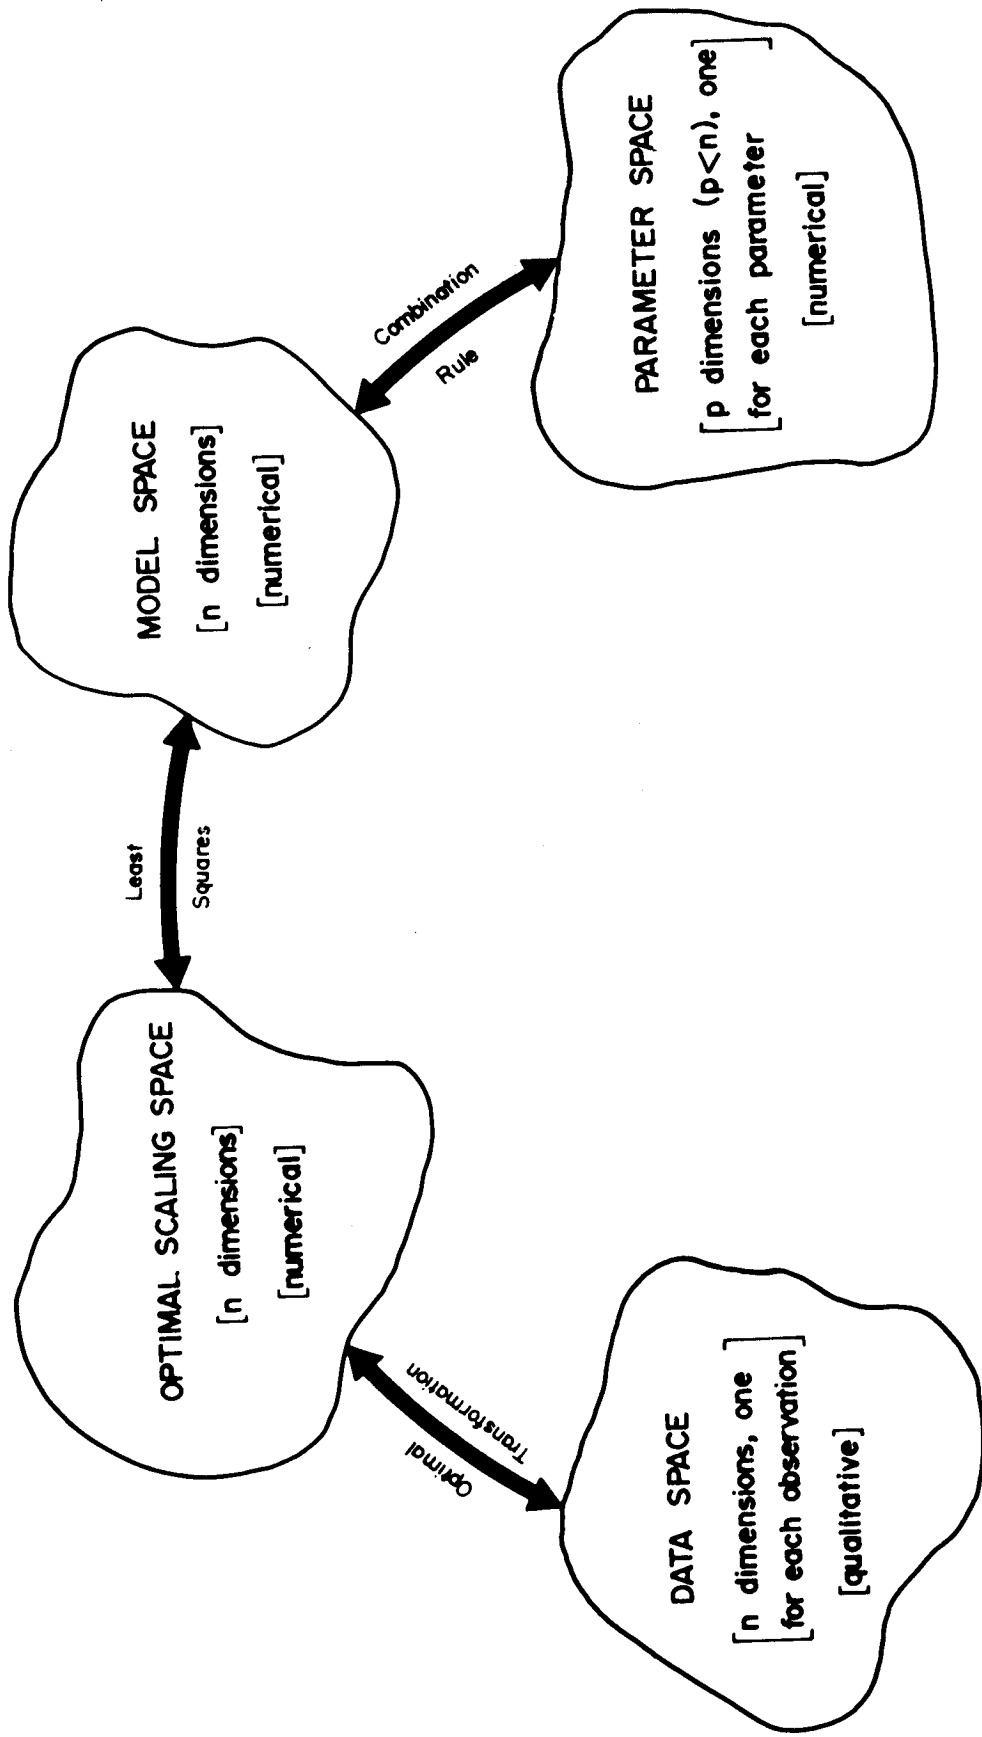 OPTIMAL SCALING SPACE
[n dimensions]
[numerical]
Least
Squares
MODEL SPACE
[n dimensions]
[numerical]
Optimal
Transformation
Combination
Rule
DATA SPACE
[n dimensions, one
for each observation]
[qualitative]
PARAMETER SPACE
[p dimensions (p<n), one
for each parameter]
[numerical]